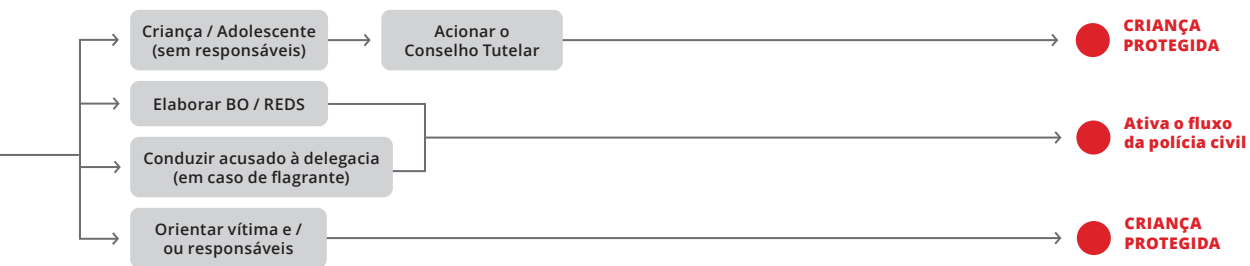 Criança / Adolescente
(sem responsáveis)
Acionar o
Conselho Tutelar
CRIANÇA
PROTEGIDA
Elaborar BO / REDS
Conduzir acusado à delegacia
(em caso de flagrante)
Ativa o fluxo
da polícia civil
Orientar vítima e /
ou responsáveis
CRIANÇA
PROTEGIDA